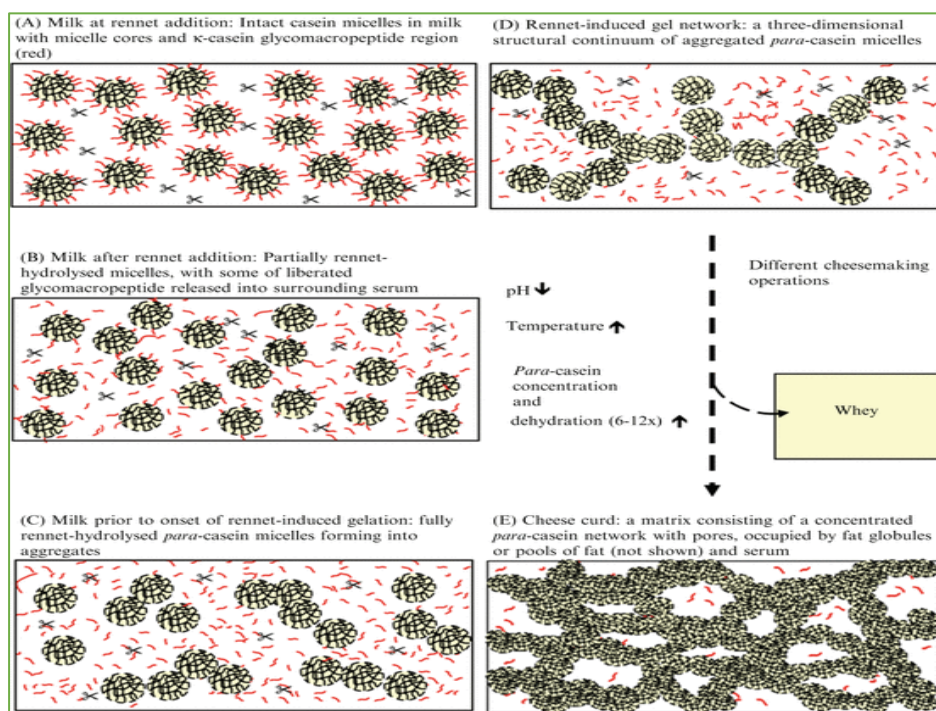 (A) Milk at rennet addition: Intact casein micelles in milk
with micelle cores and κ-casein glycomacropeptide region
(red)
(B) Milk after rennet addition: Partially rennet-
hydrolysed micelles, with some of liberated
glycomacropeptide released into surrounding serum
(C) Milk prior to onset of rennet-induced gelation: fully
rennet-hydrolysed para-casein micelles forming into
aggregates
(D) Rennet-induced gel network: a three-dimensional
structural continuum of aggregated para-casein micelles
Different cheesemaking
operations
pH
Temperature
Para-casein
concentration
and
dehydration (6-12x)
Whey
(E) Cheese curd: a matrix consisting of a concentrated
para-casein network with pores, occupied by fat globules
or pools of fat (not shown) and serum